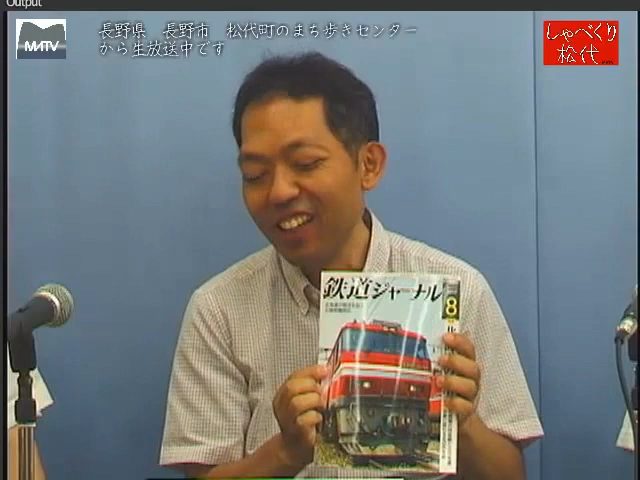 Output
MATV
長野県 長野市 松代町のまち歩きセンター
から生放送中です
しゃべくり
松代
鉄道ジャーナル
8